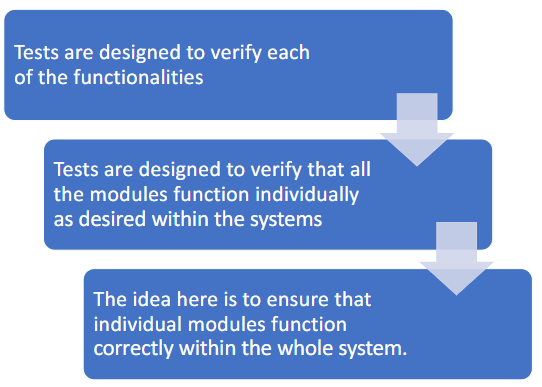 Tests are designed to verify each
of the functionalities
Tests are designed to verify that all
the modules function individually
as desired within the systems
The idea here is to ensure that
individual modules function
correctly within the whole system.